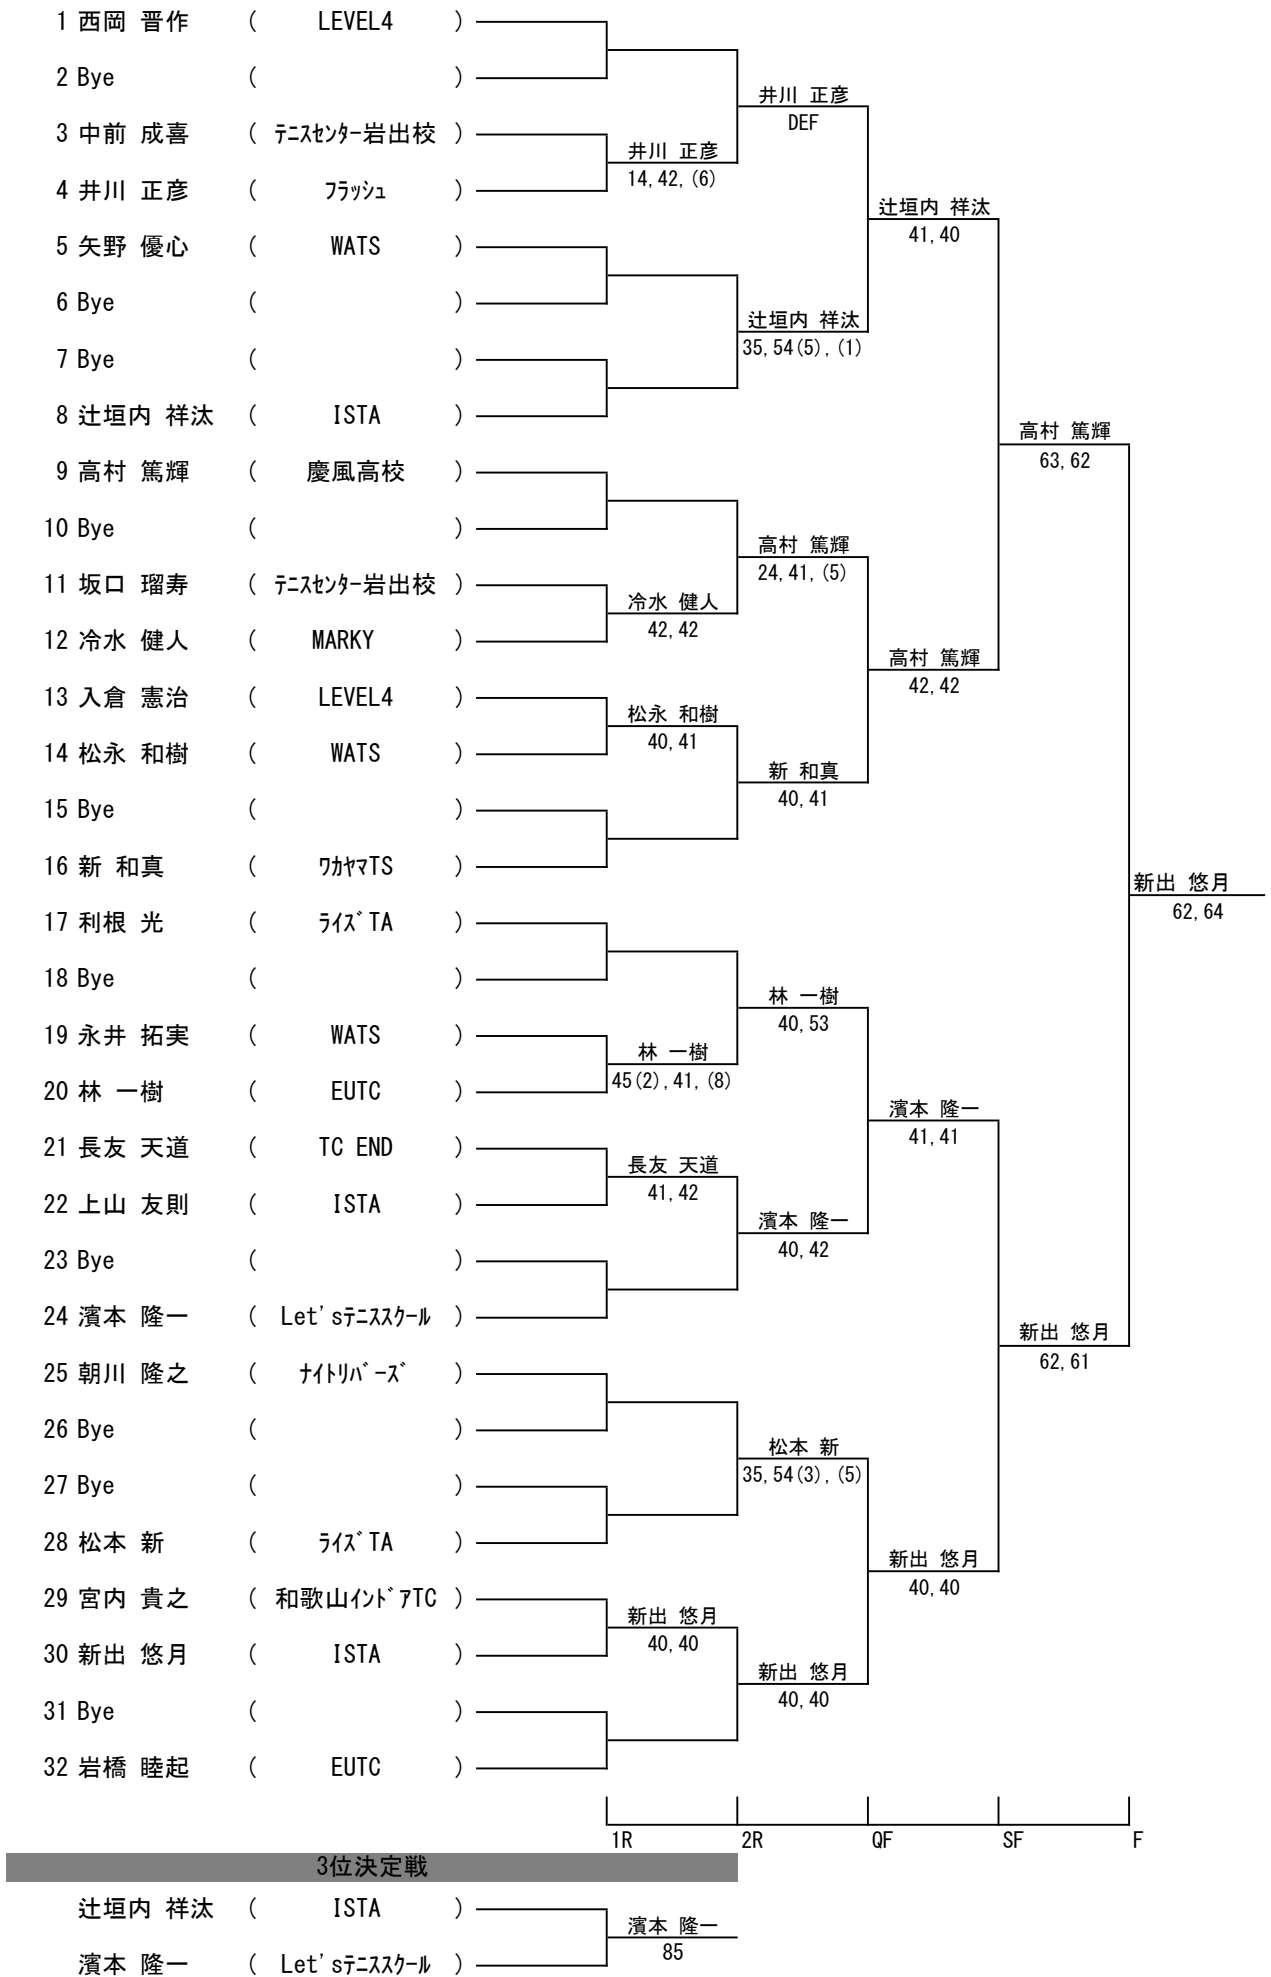 1 西岡 晋作 ( LEVEL4 )
2 Bye ( )
井川 正彦
DEF
3 中前 成喜 ( ﾃﾆｽｾﾝﾀｰ岩出校 )
井川 正彦
14,42,(6)
4 井川 正彦 ( ﾌﾗｯｼｭ )
辻垣内 祥汰
41,40
5 矢野 優心 ( WATS )
6 Bye ( )
辻垣内 祥汰
35,54(5),(1)
7 Bye ( )
8 辻垣内 祥汰 ( ISTA )
高村 篤輝
63,62
9 高村 篤輝 ( 慶風高校 )
10 Bye ( )
高村 篤輝
24,41,(5)
11 坂口 瑠寿 ( ﾃﾆｽｾﾝﾀｰ岩出校 )
冷水 健人
42,42
12 冷水 健人 ( MARKY )
高村 篤輝
42,42
13 入倉 憲治 ( LEVEL4 )
松永 和樹
40,41
14 松永 和樹 ( WATS )
新 和真
40,41
15 Bye ( )
16 新 和真 ( ﾜｶﾔﾏTS )
新出 悠月
62,64
17 利根 光 ( ﾗｲｽﾞTA )
18 Bye ( )
林 一樹
40,53
19 永井 拓実 ( WATS )
林 一樹
45(2),41,(8)
20 林 一樹 ( EUTC )
濱本 隆一
41,41
21 長友 天道 ( TC END )
長友 天道
41,42
22 上山 友則 ( ISTA )
濱本 隆一
40,42
23 Bye ( )
24 濱本 隆一 ( Let'sﾃﾆｽｽｸｰﾙ )
新出 悠月
62,61
25 朝川 隆之 ( ﾅｲﾄﾘﾊﾞｰｽﾞ )
26 Bye ( )
松本 新
35,54(3),(5)
27 Bye ( )
28 松本 新 ( ﾗｲｽﾞTA )
新出 悠月
40,40
29 宮内 貴之 ( 和歌山ｲﾝﾄﾞｱTC )
新出 悠月
40,40
30 新出 悠月 ( ISTA )
新出 悠月
40,40
31 Bye ( )
32 岩橋 睦起 ( EUTC )
1R 2R QF SF F
3位決定戦
辻垣内 祥汰 ( ISTA )
濱本 隆一
85
濱本 隆一 ( Let'sﾃﾆｽｽｸｰﾙ )